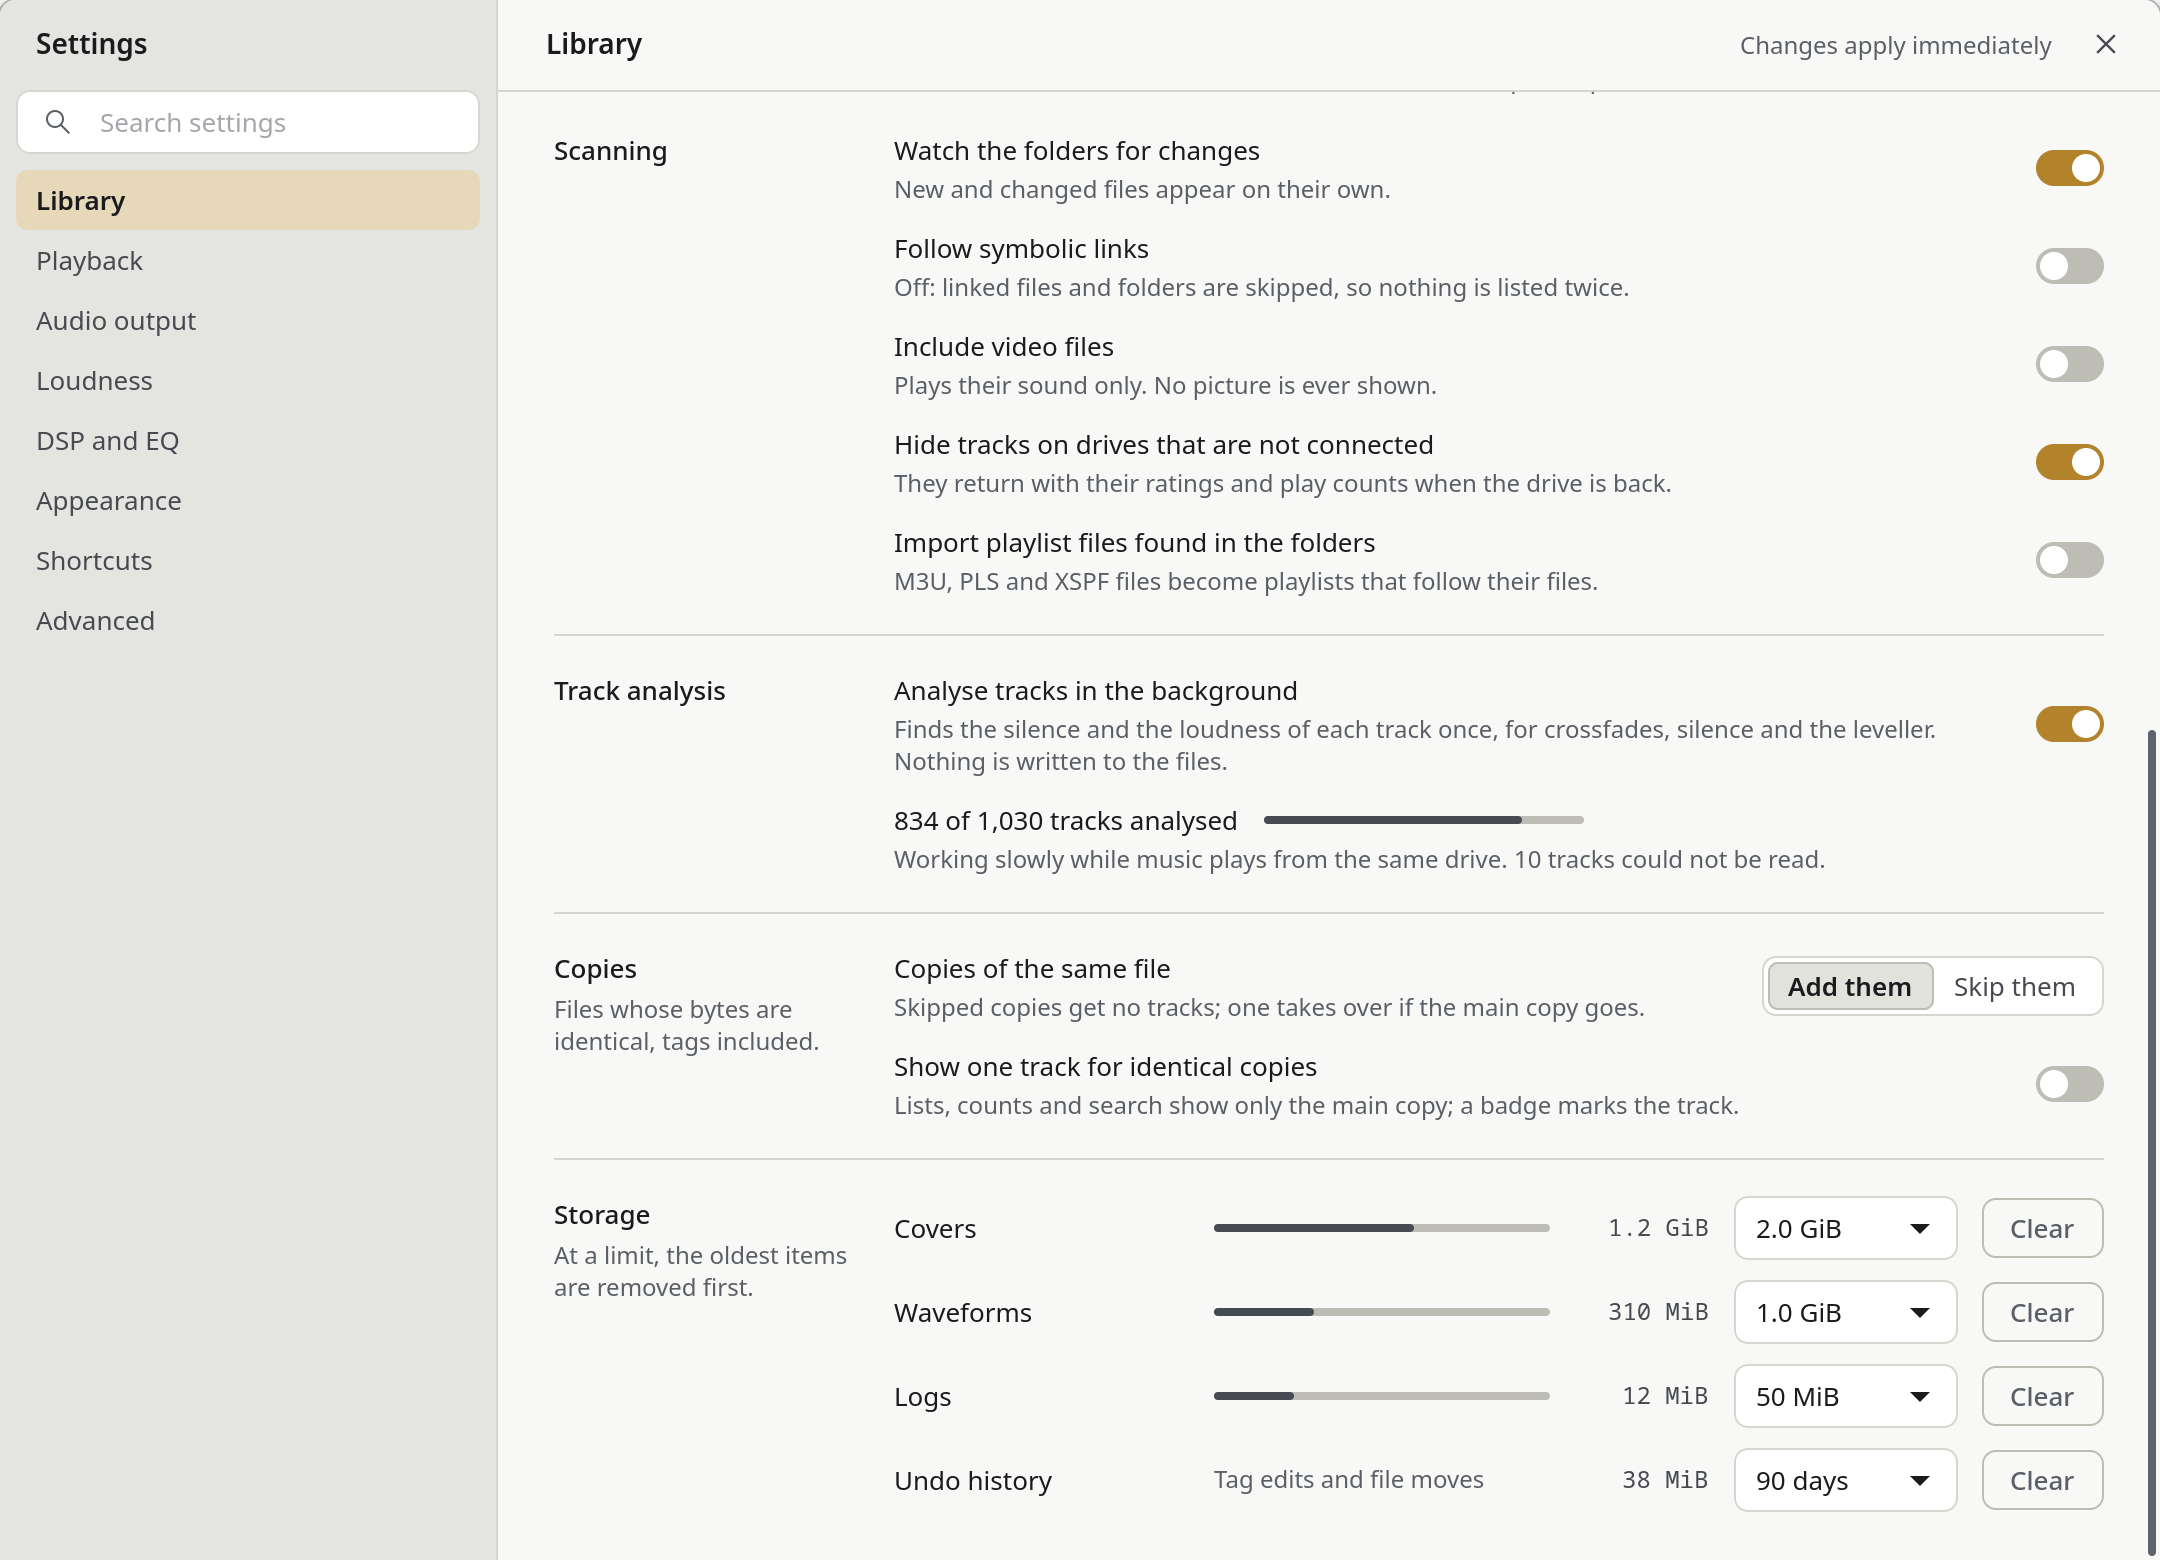 Settings
Library
Changes apply immediately
Search settings
Library
Playback
Audio output
Loudness
DSP and EQ
Appearance
Shortcuts
Advanced
Scanning
Watch the folders for changes
New and changed files appear on their own.
Follow symbolic links
Off: linked files and folders are skipped, so nothing is listed twice.
Include video files
Plays their sound only. No picture is ever shown.
Hide tracks on drives that are not connected
They return with their ratings and play counts when the drive is back.
Import playlist files found in the folders
M3U, PLS and XSPF files become playlists that follow their files.
Track analysis
Analyse tracks in the background
Finds the silence and the loudness of each track once, for crossfades, silence and the leveller.
Nothing is written to the files.
834 of 1,030 tracks analysed
Working slowly while music plays from the same drive. 10 tracks could not be read.
Copies
Files whose bytes are
identical, tags included.
Copies of the same file
Skipped copies get no tracks; one takes over if the main copy goes.
Add them Skip them
Show one track for identical copies
Lists, counts and search show only the main copy; a badge marks the track.
Storage
At a limit, the oldest items
are removed first.
Covers 1.2 GiB 2.0 GiB Clear
Waveforms 310 MiB 1.0 GiB Clear
Logs 12 MiB 50 MiB Clear
Undo history Tag edits and file moves 38 MiB 90 days Clear